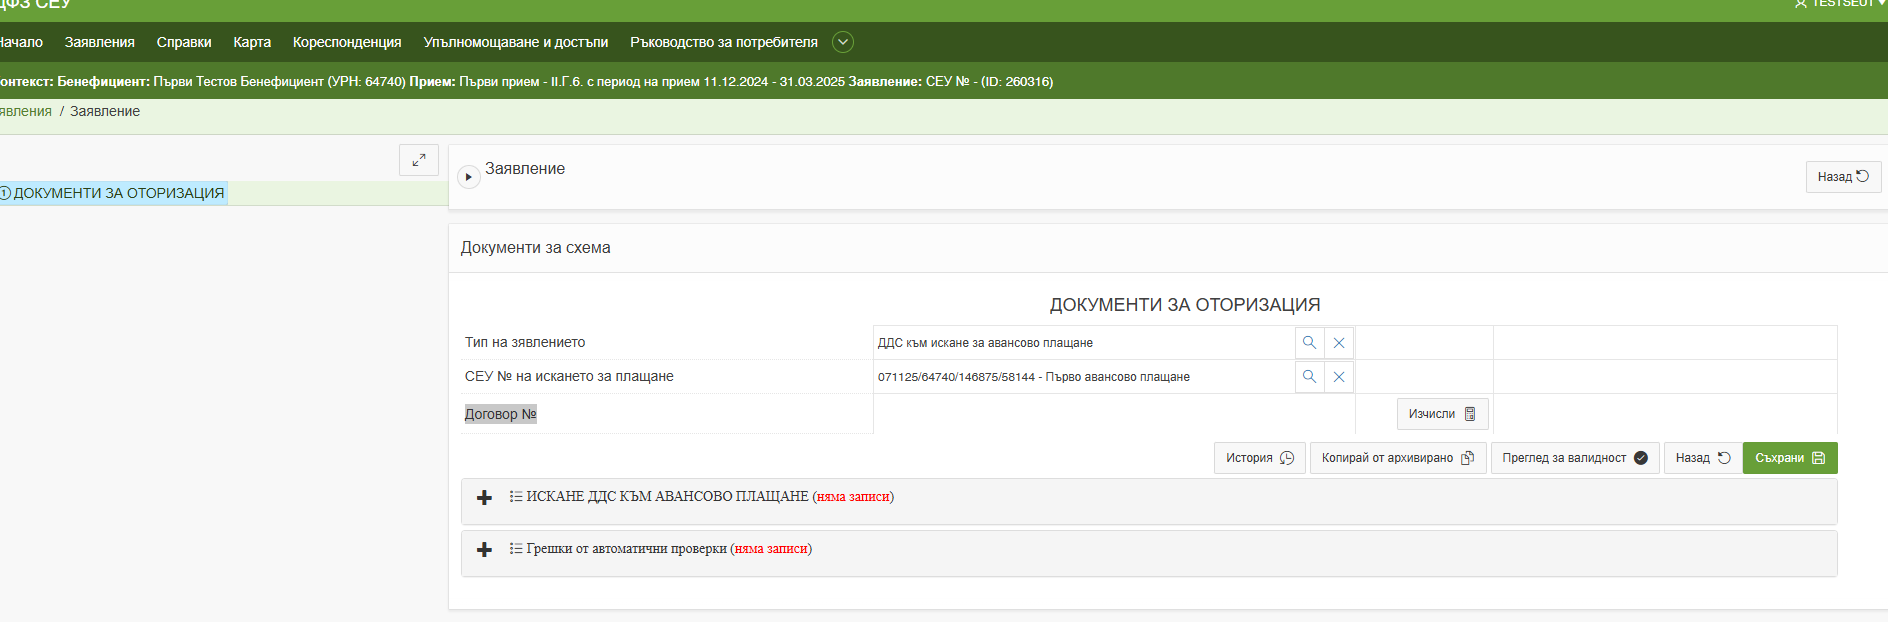 ДФЗ СЕУ
TESTSEU1
Начало Заявления Справки Карта Кореспонденция Упълномощаване и достъпи Ръководство за потребителя
онтекст: Бенефициент: Първи Тестов Бенефициент (УРН: 64740) Прием: Първи прием - II.Г.6. с период на прием 11.12.2024 - 31.03.2025 Заявление: СЕУ № - (ID: 260316)
явления / Заявление
Заявление
Назад
1 ДОКУМЕНТИ ЗА ОТОРИЗАЦИЯ
Документи за схема
ДОКУМЕНТИ ЗА ОТОРИЗАЦИЯ
Тип на зявлението ДДС към искане за авансово плащане
СЕУ № на искането за плащане 071125/64740/146875/58144 - Първо авансово плащане
Договор № Изчисли
История Копирай от архивирано Преглед за валидност Назад Съхрани
ИСКАНЕ ДДС КЪМ АВАНСОВО ПЛАЩАНЕ (няма записи)
Грешки от автоматични проверки (няма записи)